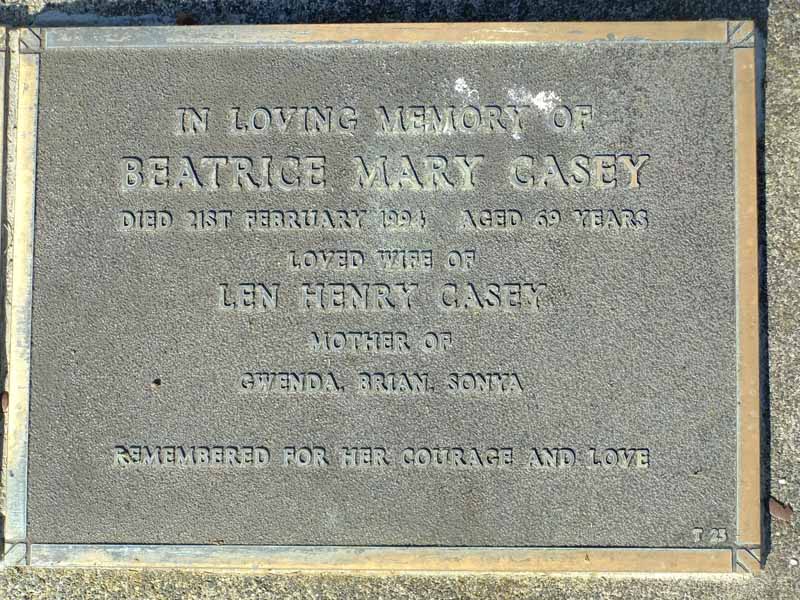 IN LOVING MEMORY OF
BEATRICE MARY CASEY
DIED 21ST FEBRUARY 1994 AGED 69 YEARS
LOVED WIFE OF
LEN HENRY CASEY
MOTHER OF
GWENDA, BRIAN, SONYA
REMEMBERED FOR HER COURAGE AND LOVE
T 25